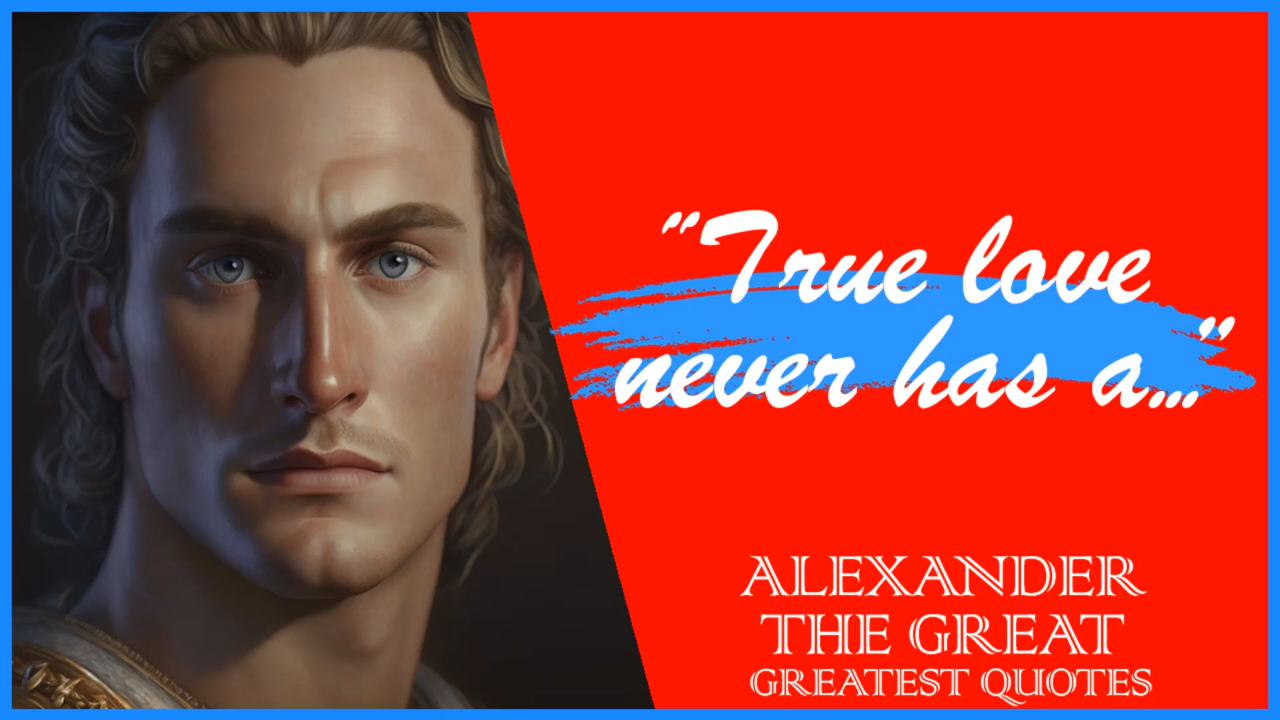 “True love
never has a...”
ALEXANDER
THE GREAT
GREATEST QUOTES